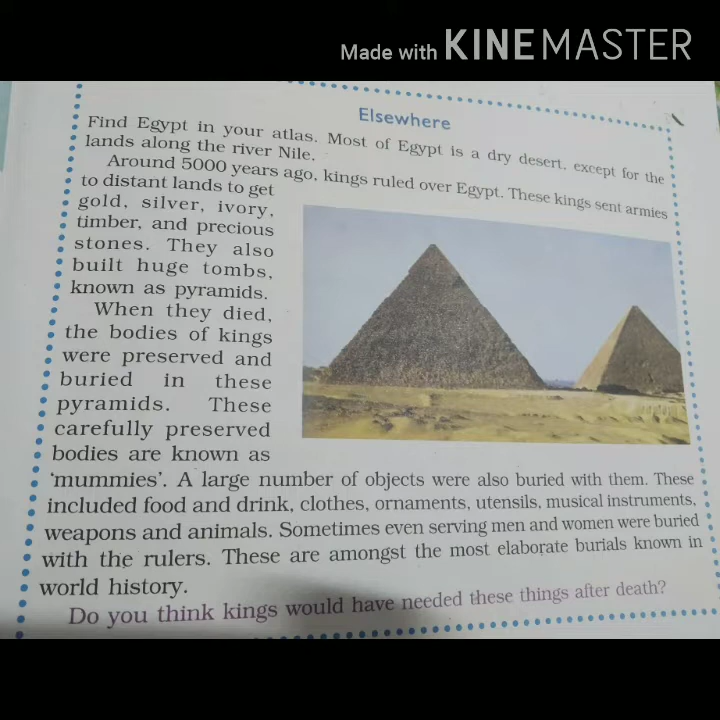 Made with KINEMASTER
Elsewhere
Find Egypt in your atlas. Most of Egypt is a dry desert, except for the
lands along the river Nile.
Around 5000 years ago, kings ruled over Egypt. These kings sent armies
to distant lands to get
gold, silver, ivory,
timber, and precious
stones. They also
built huge tombs,
known as pyramids.
When they died,
the bodies of kings
were preserved and
buried in these
pyramids. These
carefully preserved
bodies are known as
‘mummies’. A large number of objects were also buried with them. These
included food and drink, clothes, ornaments, utensils, musical instruments,
weapons and animals. Sometimes even serving men and women were buried
with the rulers. These are amongst the most elaborate burials known in
world history.
Do you think kings would have needed these things after death?